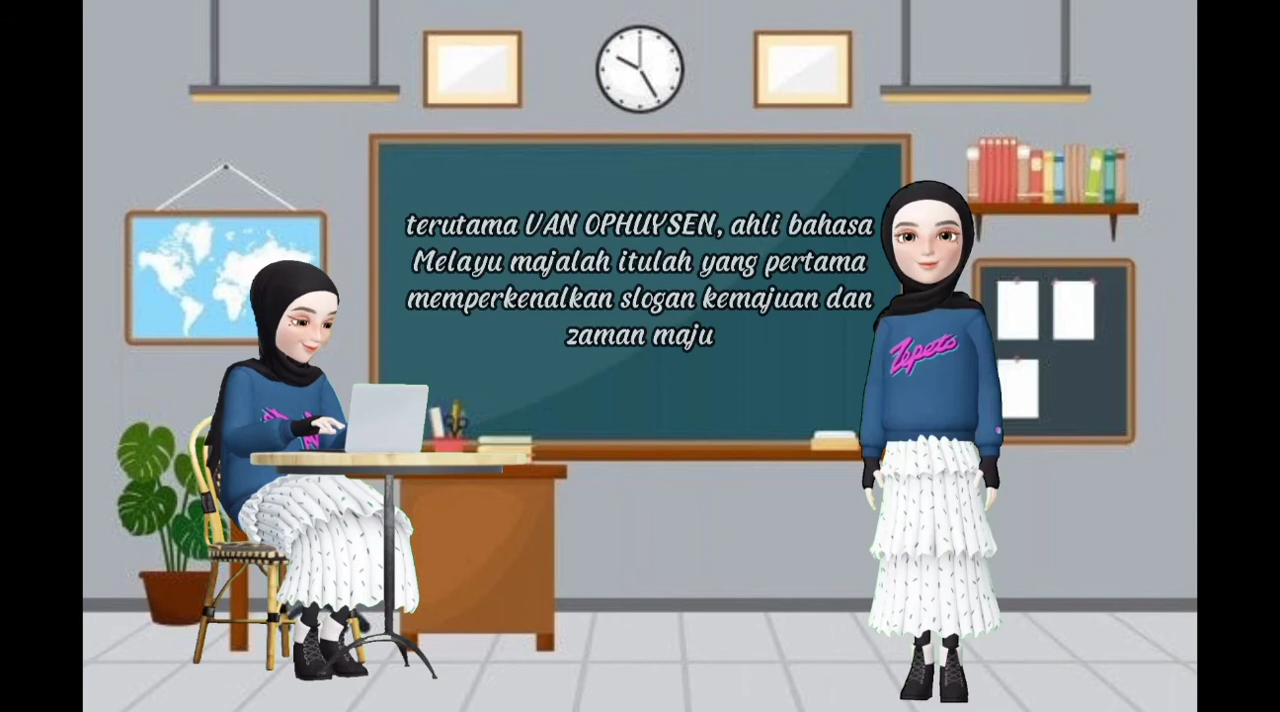 terutama VAN OPHUYSEN, ahli bahasa
Melayu majalah itulah yang pertama
memperkenalkan slogan kemajuan dan
zaman maju
Zepeto